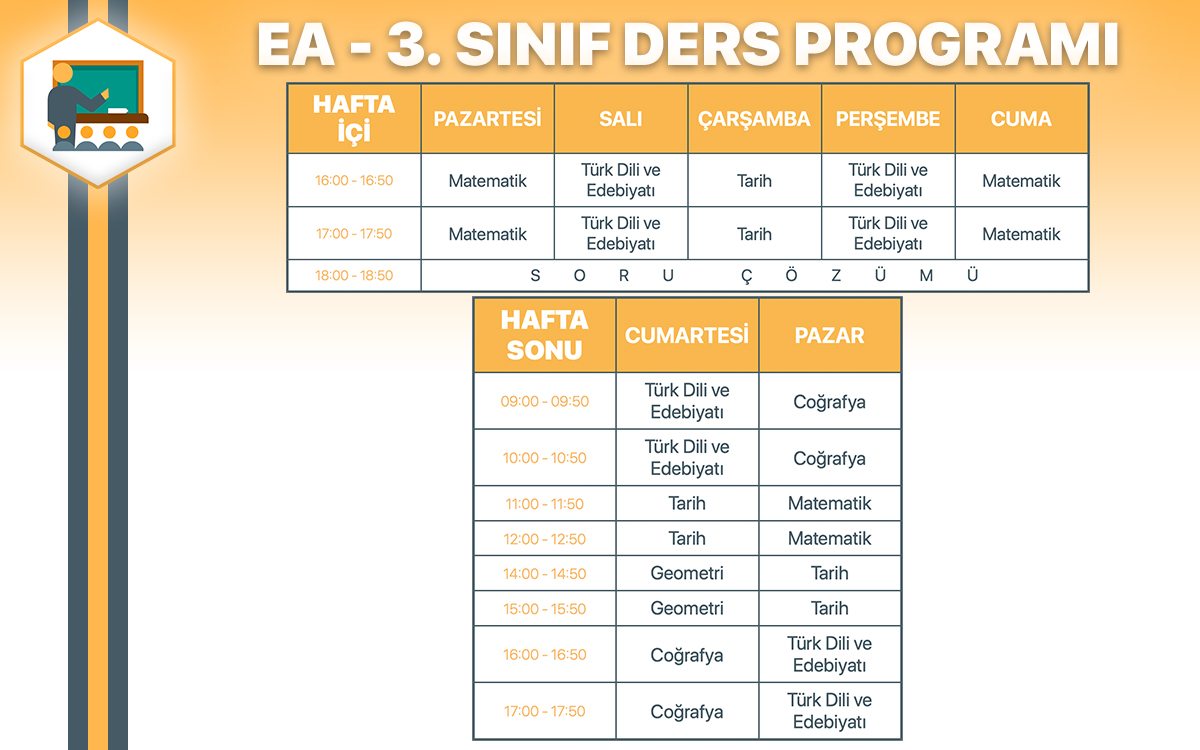 EA - 3. SINIF DERS PROGRAMI
HAFTA
İÇİ
PAZARTESİ
SALI
ÇARŞAMBA
PERŞEMBE
CUMA
16:00 - 16:50
Matematik
Türk Dili ve
Edebiyatı
Tarih
Türk Dili ve
Edebiyatı
Matematik
17:00 - 17:50
Matematik
Türk Dili ve
Edebiyatı
Tarih
Türk Dili ve
Edebiyatı
Matematik
18:00 - 18:50
S O R U Ç Ö Z Ü M Ü
HAFTA
SONU
CUMARTESİ
PAZAR
09:00 - 09:50
Türk Dili ve
Edebiyatı
Coğrafya
10:00 - 10:50
Türk Dili ve
Edebiyatı
Coğrafya
11:00 - 11:50
Tarih
Matematik
12:00 - 12:50
Tarih
Matematik
14:00 - 14:50
Geometri
Tarih
15:00 - 15:50
Geometri
Tarih
16:00 - 16:50
Coğrafya
Türk Dili ve
Edebiyatı
17:00 - 17:50
Coğrafya
Türk Dili ve
Edebiyatı